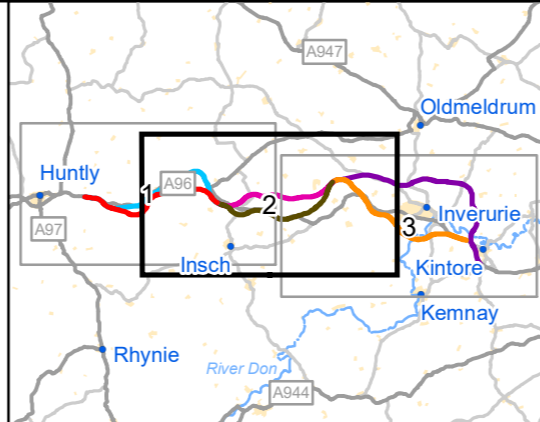 A947
Oldmeldrum
Huntly
1
A96
2
A97
Inverurie
3
Insch
Kintore
Kemnay
Rhynie
River Don
A944